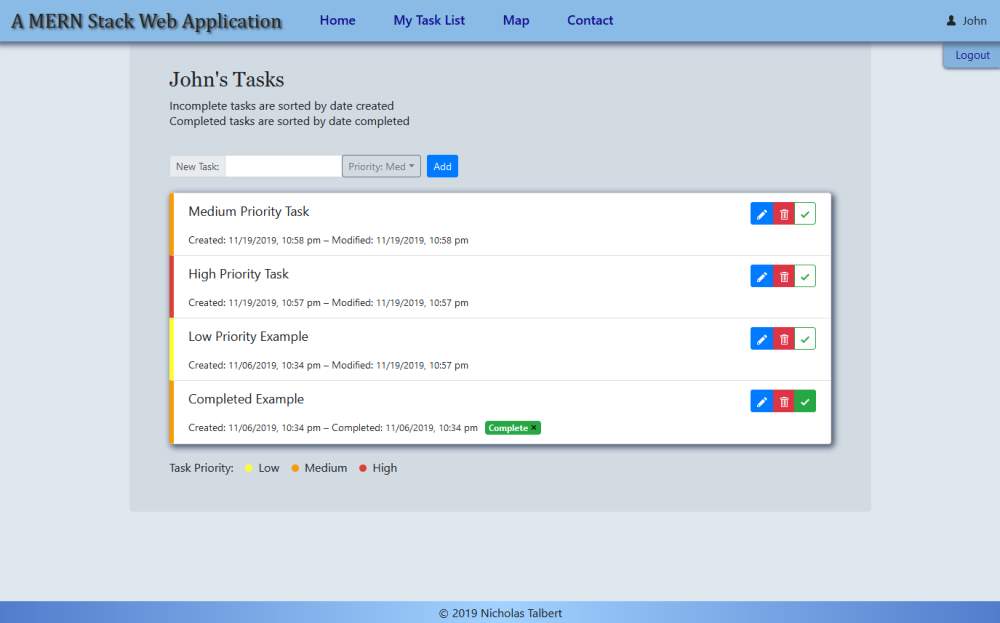 A MERN Stack Web Application Home My Task List Map Contact John
Logout
John's Tasks
Incomplete tasks are sorted by date created
Completed tasks are sorted by date completed
New Task: Priority: Med Add
Medium Priority Task
Created: 11/19/2019, 10:58 pm – Modified: 11/19/2019, 10:58 pm
High Priority Task
Created: 11/19/2019, 10:57 pm – Modified: 11/19/2019, 10:57 pm
Low Priority Example
Created: 11/06/2019, 10:34 pm – Modified: 11/19/2019, 10:57 pm
Completed Example
Created: 11/06/2019, 10:34 pm – Completed: 11/06/2019, 10:34 pm Complete ×
Task Priority: Low Medium High
© 2019 Nicholas Talbert